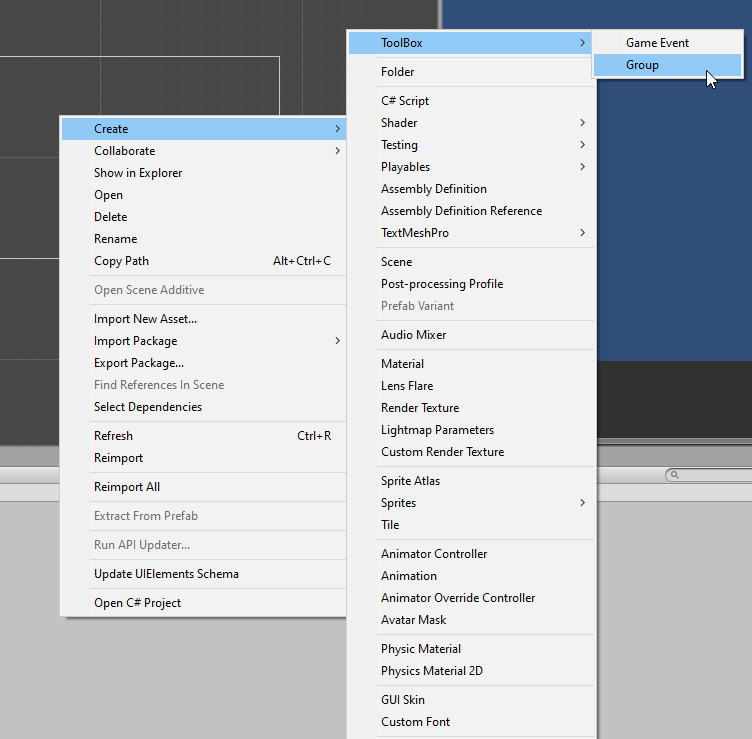 Create
Collaborate
Show in Explorer
Open
Delete
Rename
Copy Path Alt+Ctrl+C
Open Scene Additive
Import New Asset...
Import Package
Export Package...
Find References In Scene
Select Dependencies
Refresh Ctrl+R
Reimport
Reimport All
Extract From Prefab
Run API Updater...
Update UIElements Schema
Open C# Project
ToolBox
Folder
C# Script
Shader
Testing
Playables
Assembly Definition
Assembly Definition Reference
TextMeshPro
Scene
Post-processing Profile
Prefab Variant
Audio Mixer
Material
Lens Flare
Render Texture
Lightmap Parameters
Custom Render Texture
Sprite Atlas
Sprites
Tile
Animator Controller
Animation
Animator Override Controller
Avatar Mask
Physic Material
Physics Material 2D
GUI Skin
Custom Font
Game Event
Group